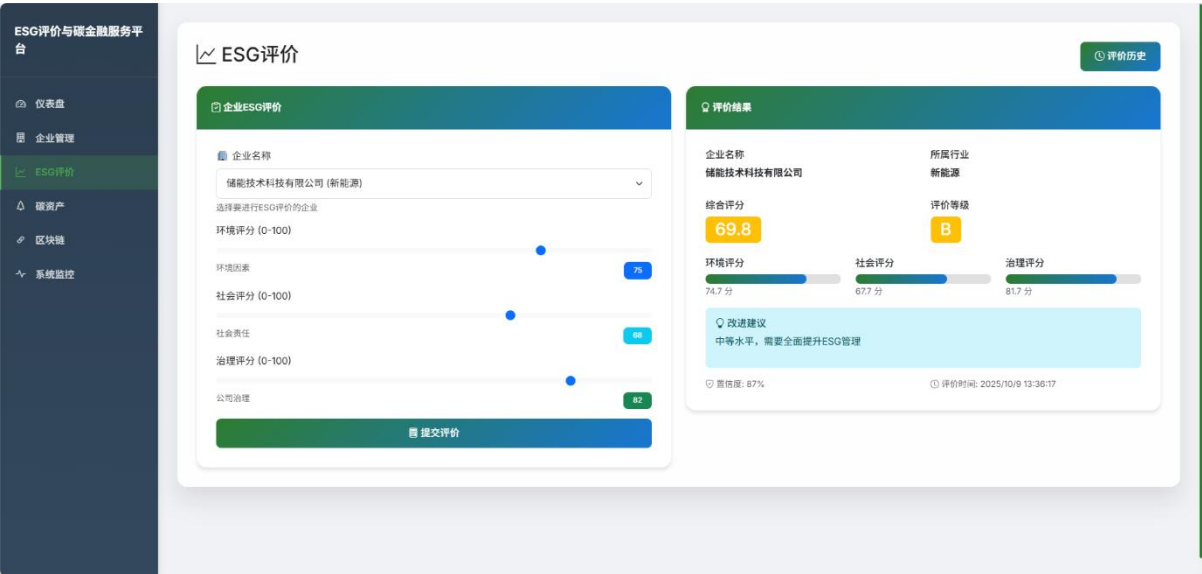 ESG评价与碳金融服务平
台
仪表盘
企业管理
ESG评价
碳资产
区块链
系统监控
ESG评价
评价历史
企业ESG评价
企业名称
储能技术科技有限公司 (新能源)
选择要进行ESG评价的企业
环境评分 (0-100)
环境因素
75
社会评分 (0-100)
社会责任
68
治理评分 (0-100)
公司治理
82
提交评价
评价结果
企业名称
储能技术科技有限公司
所属行业
新能源
综合评分
69.8
评价等级
B
环境评分
74.7 分
社会评分
67.7 分
治理评分
81.7 分
改进建议
中等水平，需要全面提升ESG管理
置信度: 87%
评价时间: 2025/10/9 13:36:17